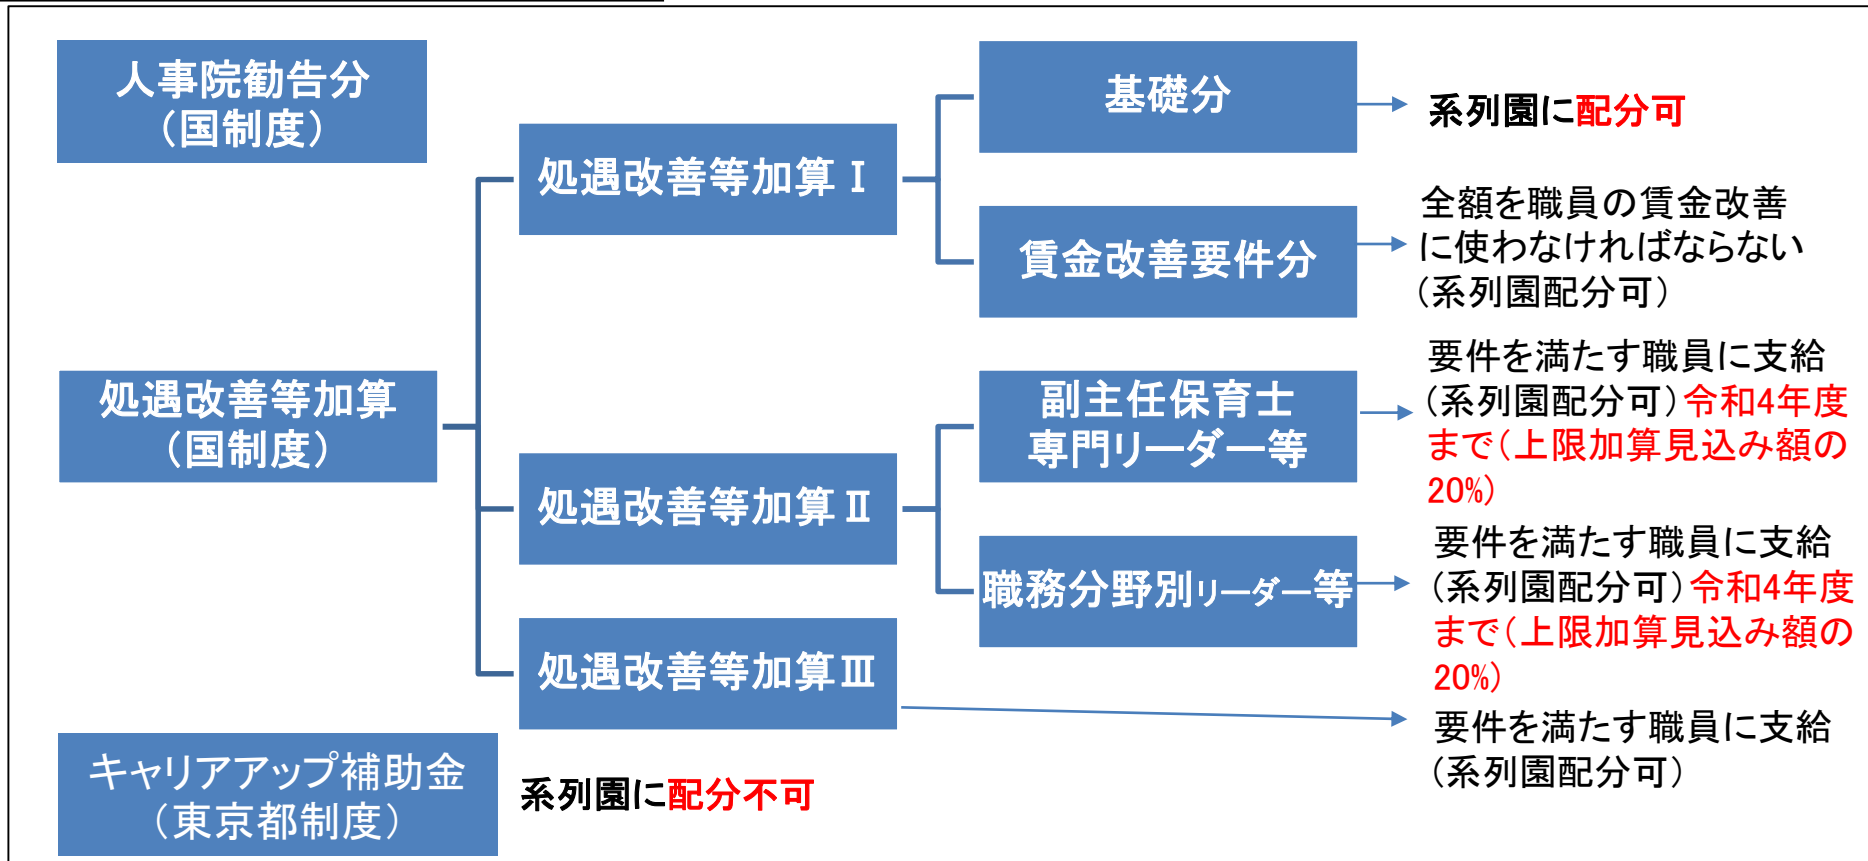 人事院勧告分
（国制度）
処遇改善等加算
（国制度）
キャリアアップ補助金
（東京都制度）
処遇改善等加算Ⅰ
処遇改善等加算Ⅱ
処遇改善等加算Ⅲ
系列園に配分不可
基礎分
賃金改善要件分
副主任保育士
専門リーダー等
職務分野別リーダー等
系列園に配分可
全額を職員の賃金改善
に使わなければならない
（系列園配分可）
要件を満たす職員に支給
（系列園配分可）令和4年度
まで（上限加算見込み額の
20%）
要件を満たす職員に支給
（系列園配分可）令和4年度
まで（上限加算見込み額の
20%）
要件を満たす職員に支給
（系列園配分可）